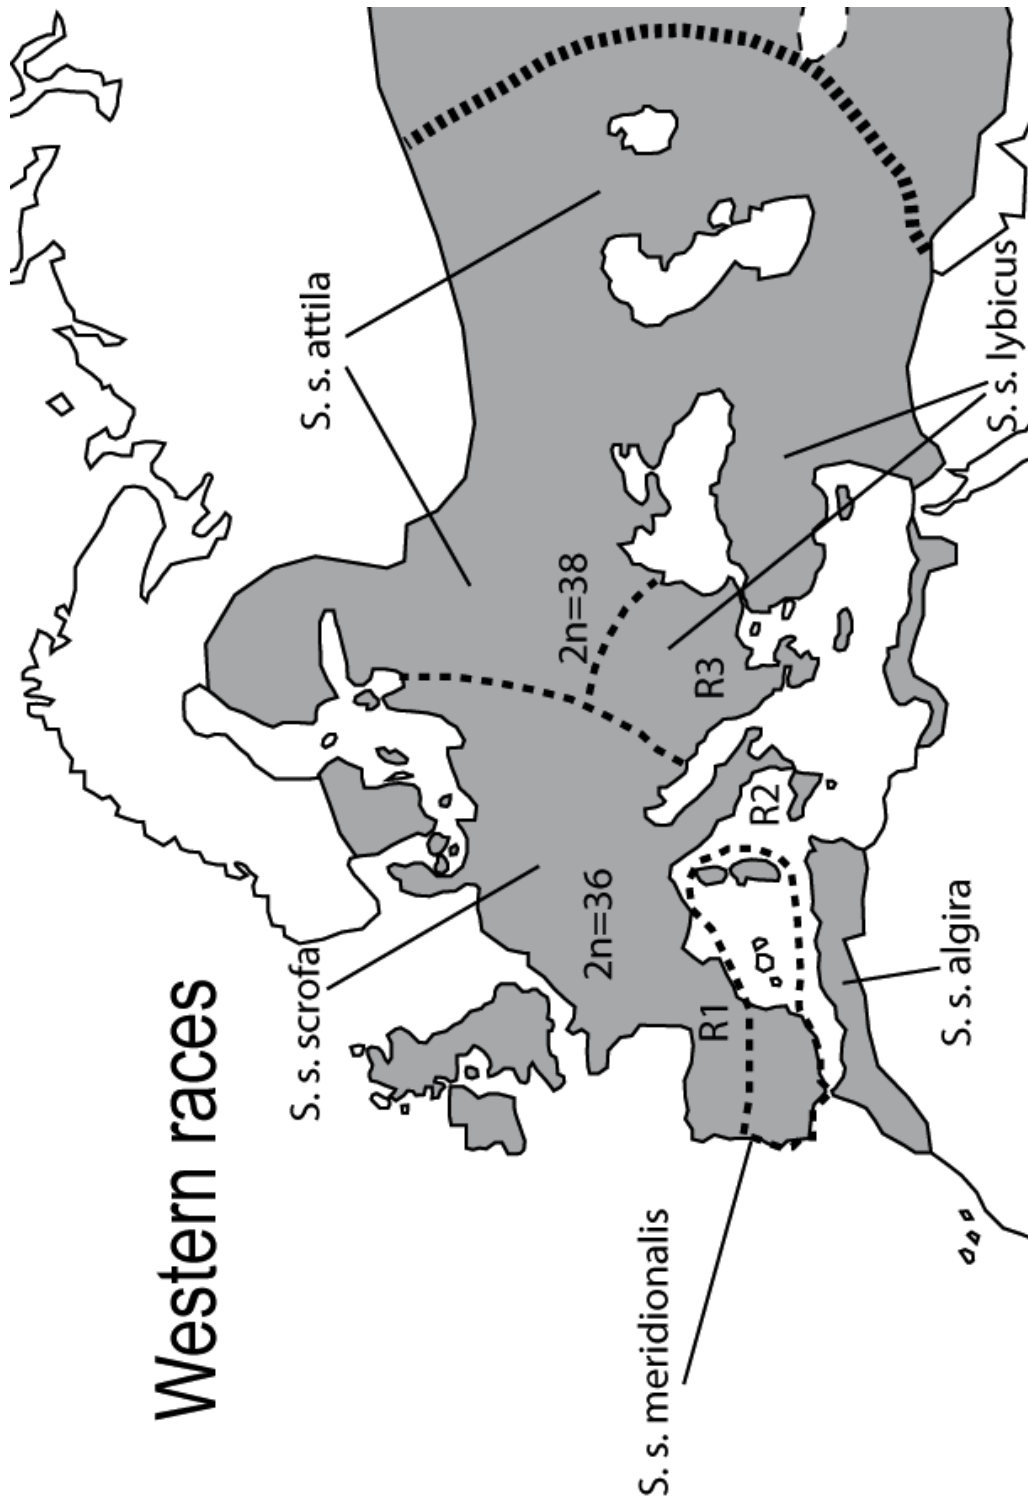 Western races
S. s. attila
S. s. scrofa
2n=38
2n=36
R3
R1
R2
S. s. lybicus
S. s. meridionalis
S. s. algira